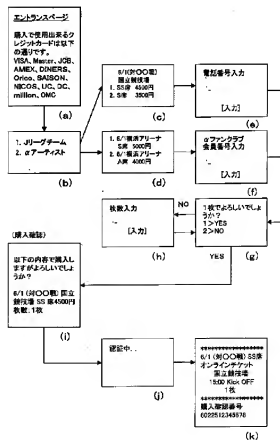 エントランスページ
購入で使用出来るク
レジットカードは以下
の通りです。
VISA, Master, JCB,
AMEX, DINERS,
Orico, SAISON,
NICOS, UC, DC,
million, OMC
(a)
1. Jリーグチーム
2. αアーティスト
(b)
6/1(対〇〇戦)
国立競技場
1. SS席 4500円
2. S席 3500円
(c)
1. 6/1横浜アリーナ
S席 5000円
2. 6/1横浜アリーナ
A席 4000円
(d)
電話番号入力
[入力]
(e)
αファンクラブ
会員番号入力
[入力]
(f)
1枚でよろしいでしょ
うか?
1>YES
2>NO
(g)
NO
YES
枚数入力
[入力]
(h)
(購入確認)
以下の内容で購入し
ますがよろしいでしょ
うか?
6/1 (対〇〇戦) 国立
競技場 SS 席4500円
枚数:1枚
(i)
認証中..
(j)
6/1 (対〇〇戦) SS席
オンラインチケット
国立競技場
15:00 Kick OFF
1枚
購入確認番号
6022512345678
(k)